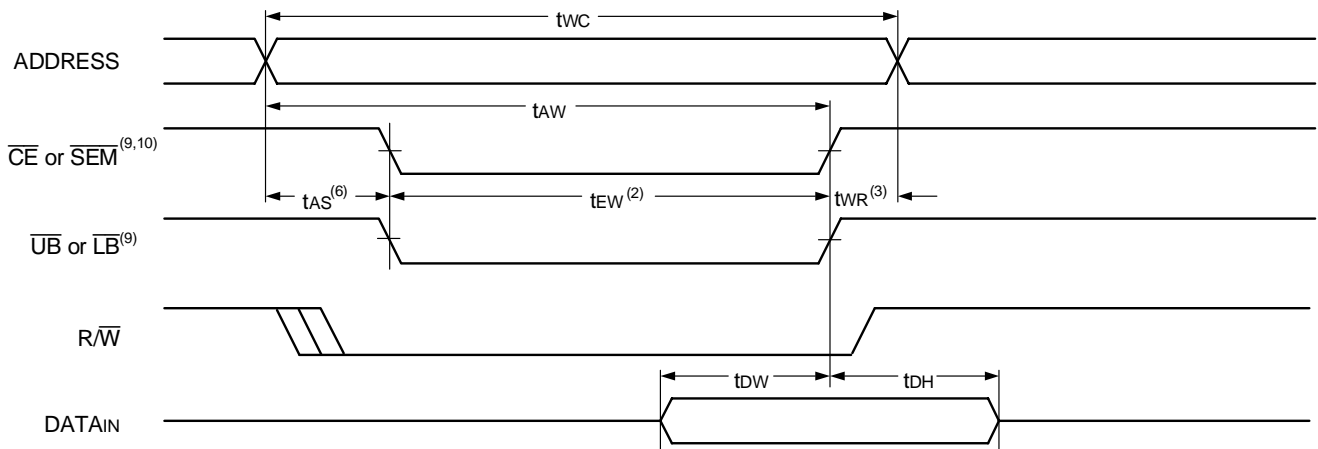 tWC
ADDRESS
tAW
CE or SEM(9,10)
tAS(6) tEW(2) tWR(3)
UB or LB(9)
R/W
tDW tDH
DATAIN